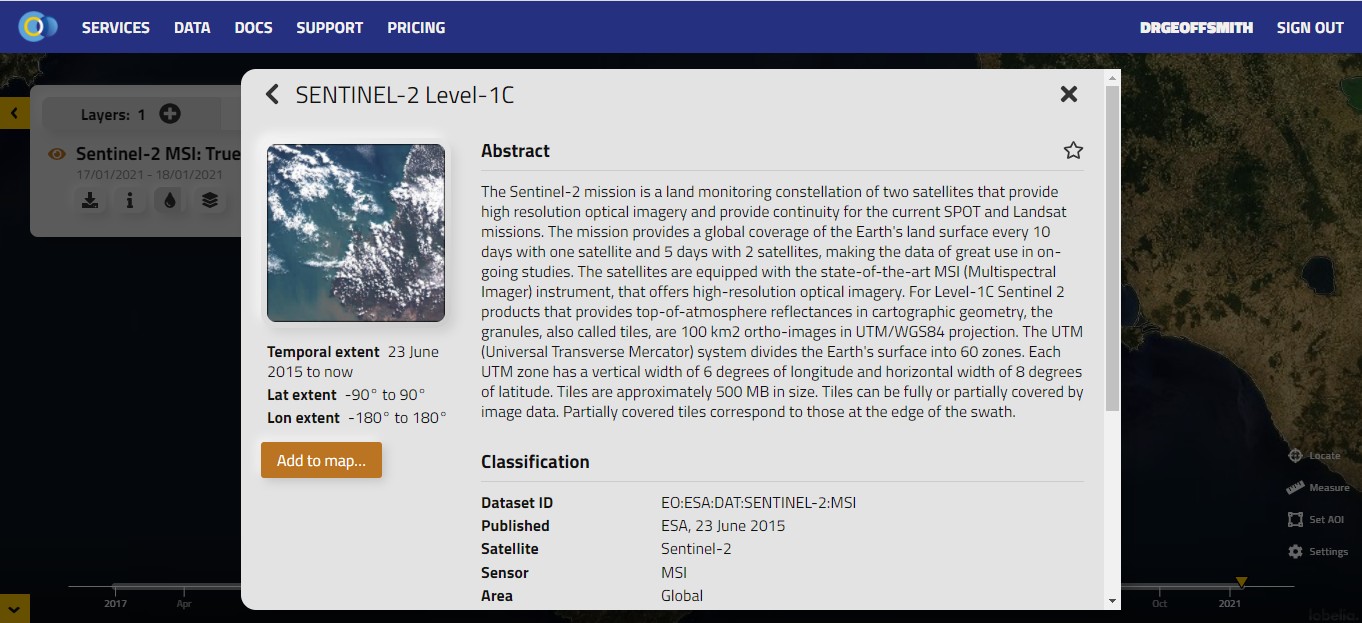 SERVICES DATA DOCS SUPPORT PRICING DRGEOFFSMITH SIGN OUT
Layers: 1
Sentinel-2 MSI: True
17/01/2021 - 18/01/2021
SENTINEL-2 Level-1C
Temporal extent 23 June
2015 to now
Lat extent -90° to 90°
Lon extent -180° to 180°
Add to map...
Abstract
The Sentinel-2 mission is a land monitoring constellation of two satellites that provide
high resolution optical imagery and provide continuity for the current SPOT and Landsat
missions. The mission provides a global coverage of the Earth's land surface every 10
days with one satellite and 5 days with 2 satellites, making the data of great use in on-
going studies. The satellites are equipped with the state-of-the-art MSI (Multispectral
Imager) instrument, that offers high-resolution optical imagery. For Level-1C Sentinel 2
products that provides top-of-atmosphere reflectances in cartographic geometry, the
granules, also called tiles, are 100 km2 ortho-images in UTM/WGS84 projection. The UTM
(Universal Transverse Mercator) system divides the Earth's surface into 60 zones. Each
UTM zone has a vertical width of 6 degrees of longitude and horizontal width of 8 degrees
of latitude. Tiles are approximately 500 MB in size. Tiles can be fully or partially covered by
image data. Partially covered tiles correspond to those at the edge of the swath.
Classification
Dataset ID EO:ESA:DAT:SENTINEL-2:MSI
Published ESA, 23 June 2015
Satellite Sentinel-2
Sensor MSI
Area Global
Locate
Measure
Set AOI
Settings
2017 Apr Oct 2021
lobelio.